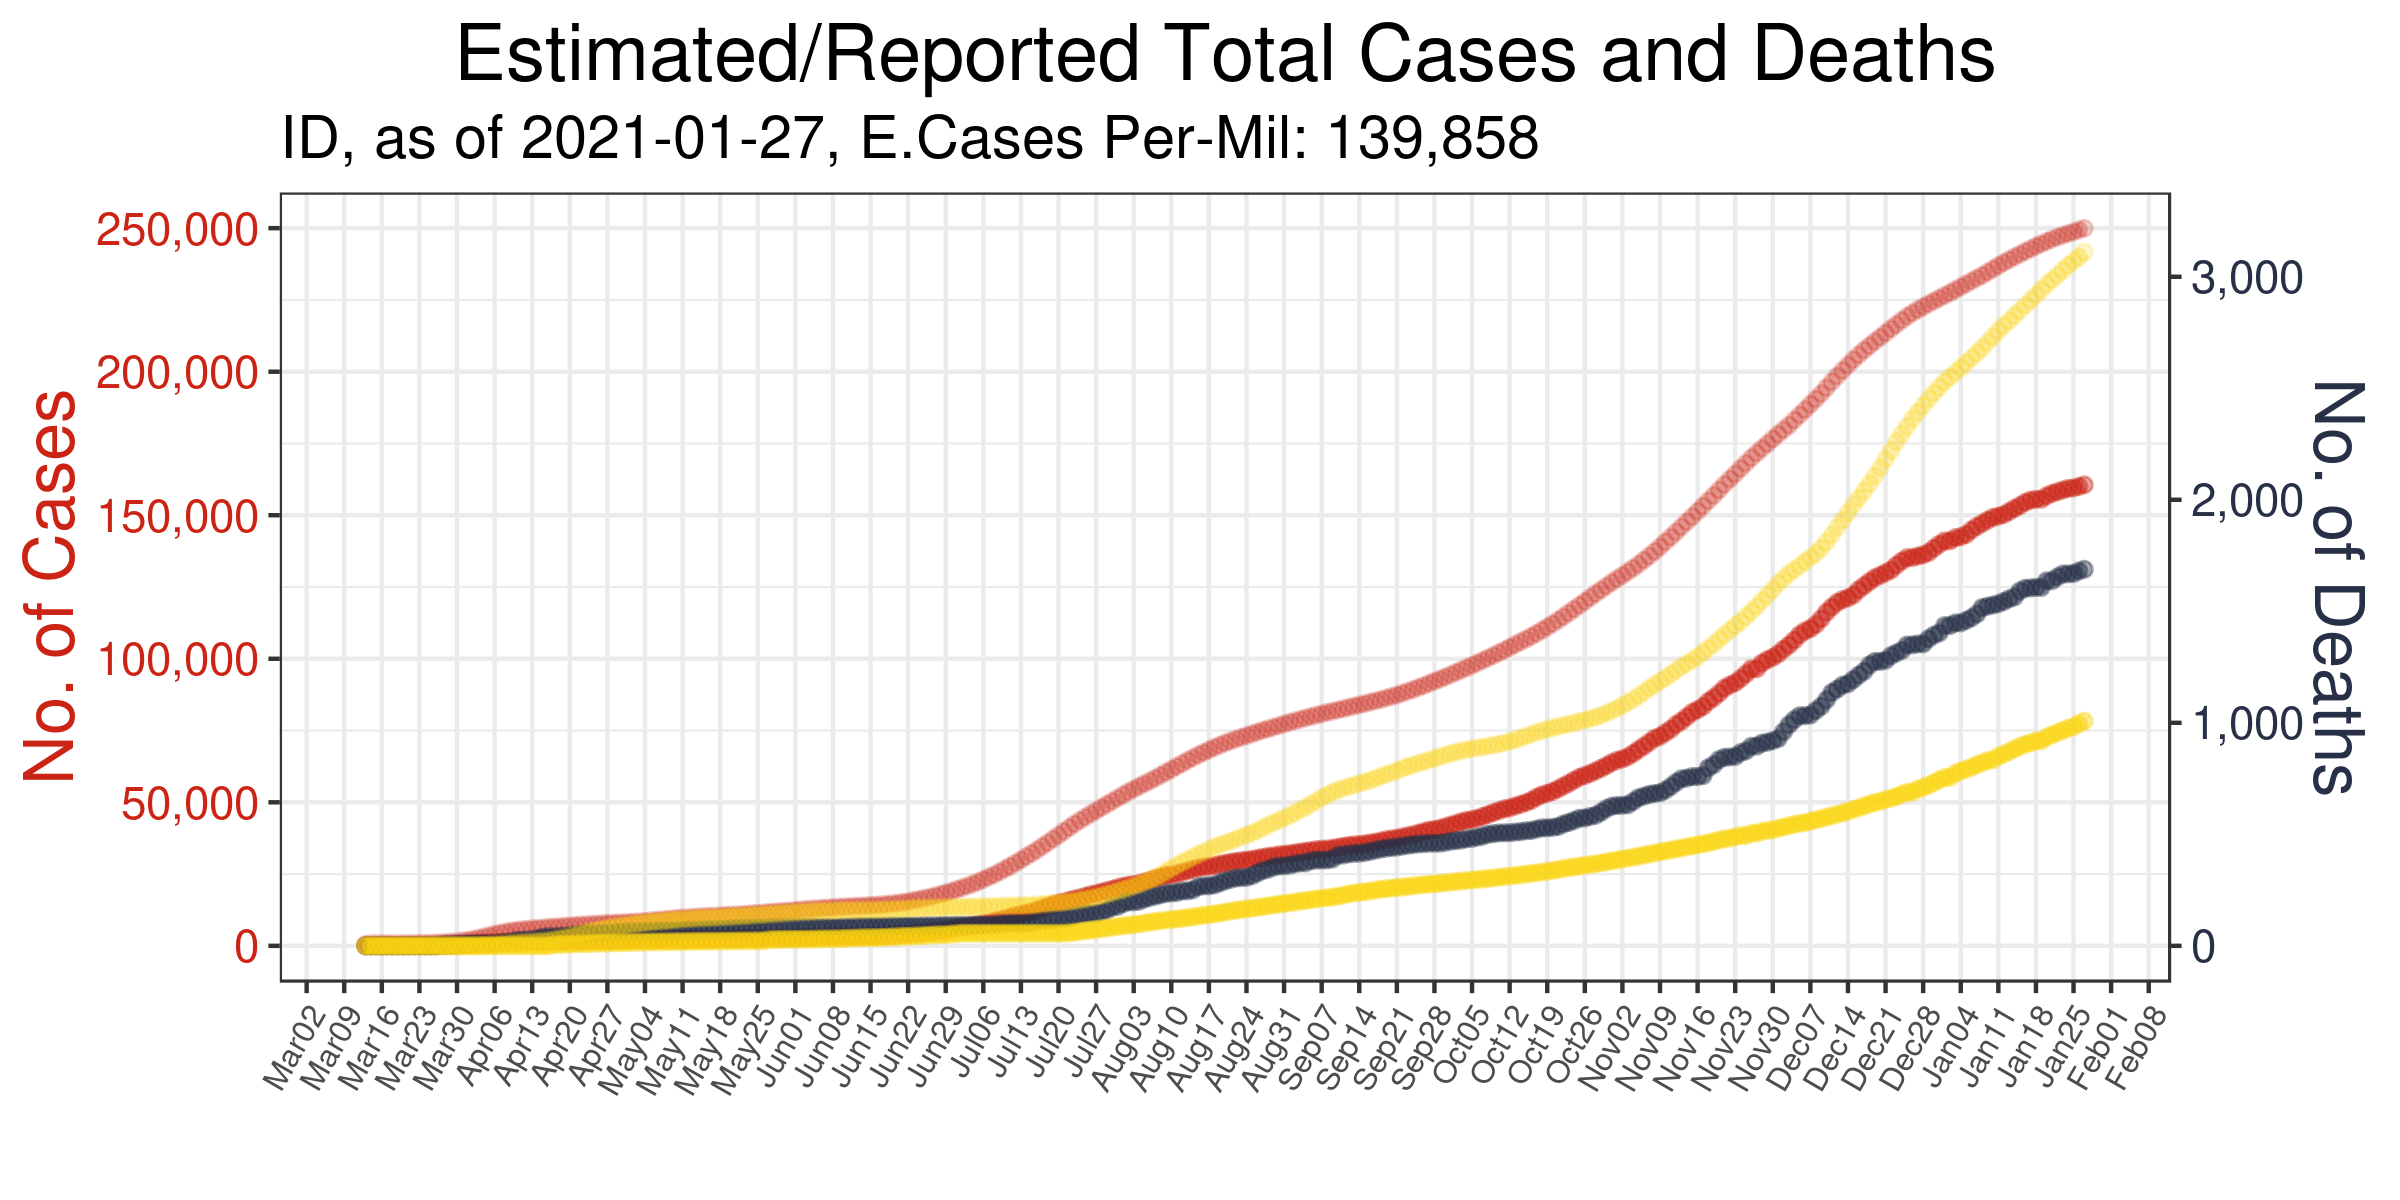 Estimated/Reported Total Cases and Deaths
ID, as of 2021-01-27, E.Cases Per-Mil: 139,858
No. of Cases
250,000
200,000
150,000
100,000
50,000
0
3,000
2,000
1,000
0
No. of Deaths
Mar02
Mar09
Mar16
Mar23
Mar30
Apr06
Apr13
Apr20
Apr27
May04
May11
May18
May25
Jun01
Jun08
Jun15
Jun22
Jun29
Jul06
Jul13
Jul20
Jul27
Aug03
Aug10
Aug17
Aug24
Aug31
Sep07
Sep14
Sep21
Sep28
Oct05
Oct12
Oct19
Oct26
Nov02
Nov09
Nov16
Nov23
Nov30
Dec07
Dec14
Dec21
Dec28
Jan04
Jan11
Jan18
Jan25
Feb01
Feb08